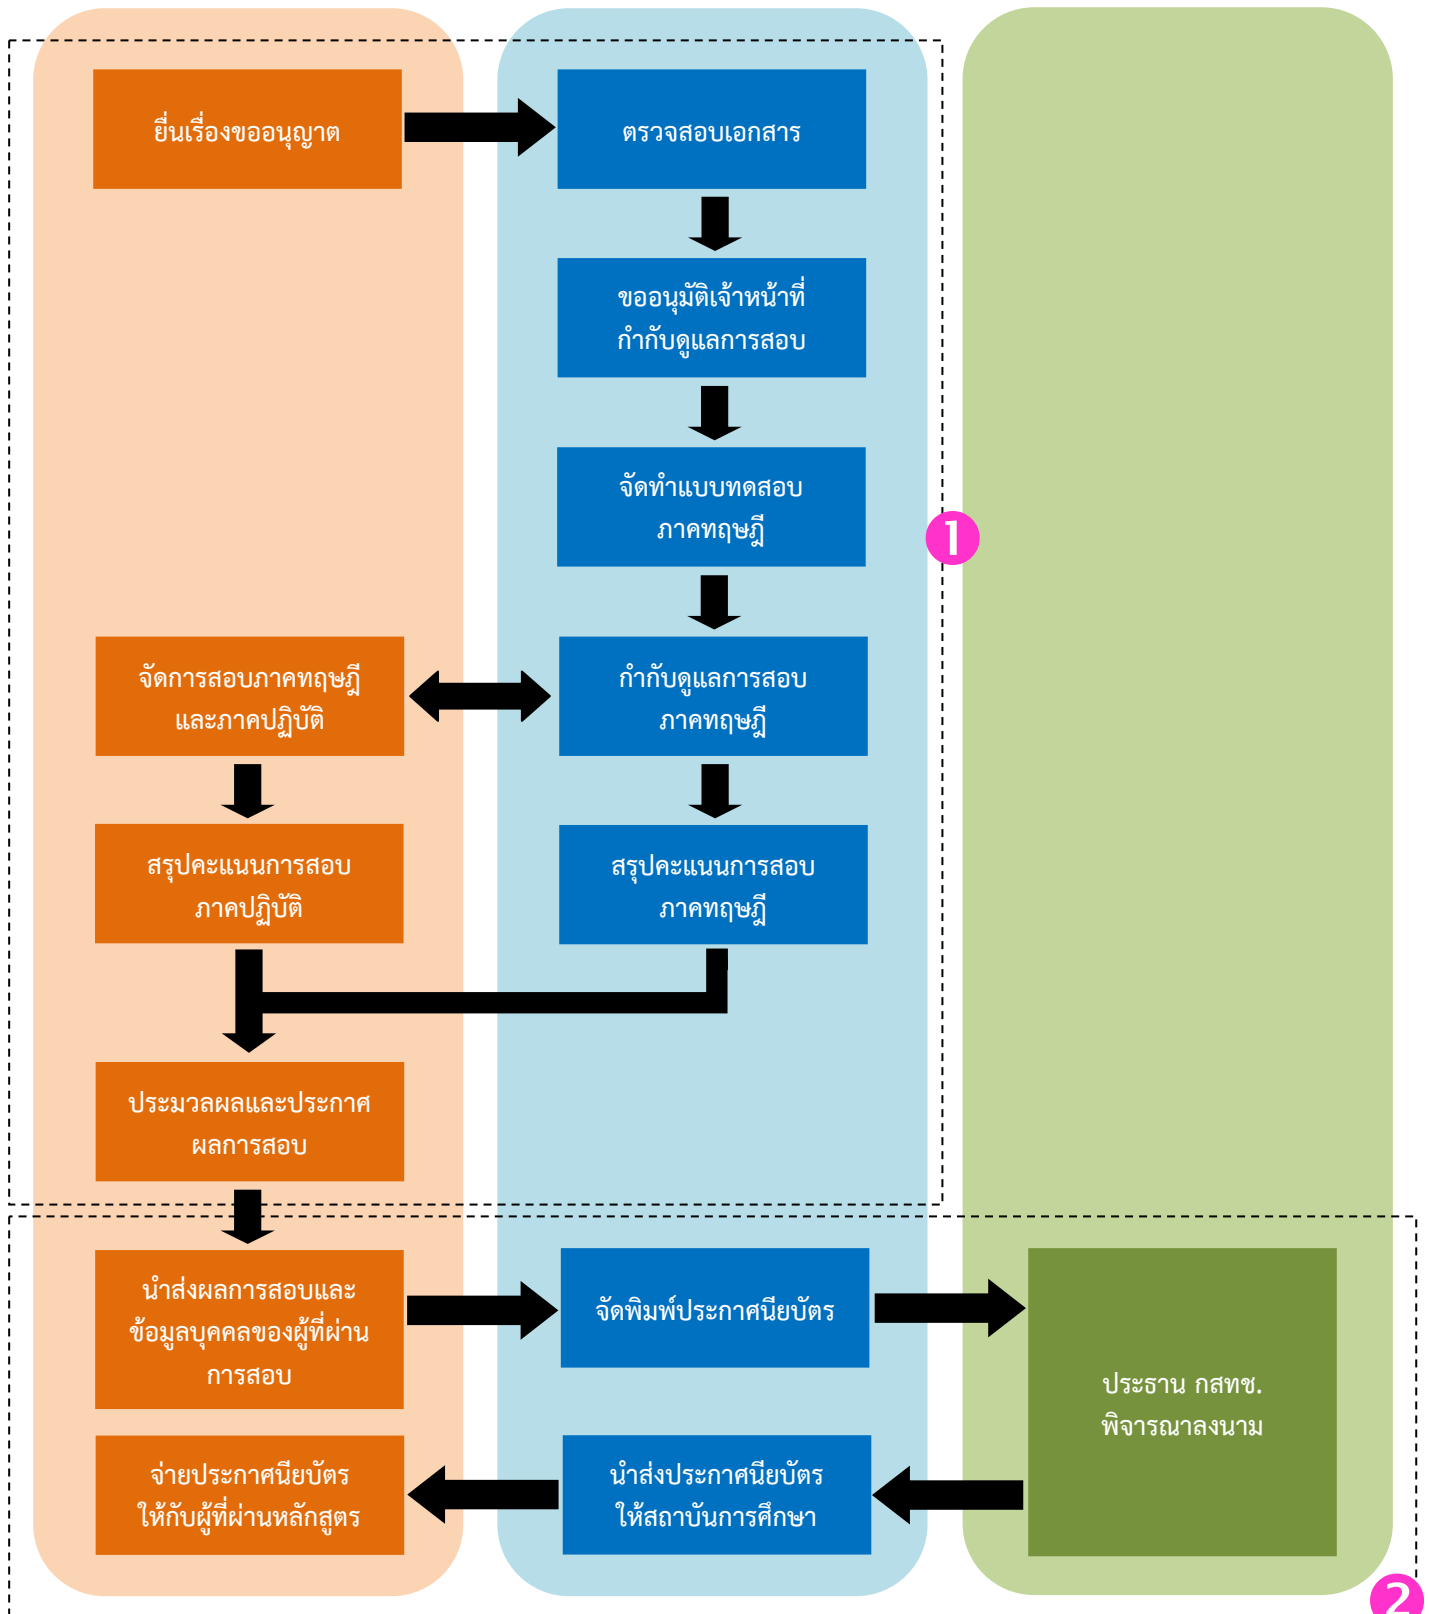 ยื่นเรื่องขออนุญาต
ตรวจสอบเอกสาร
ขออนุมัติเจ้าหน้าที่
กำกับดูแลการสอบ
จัดทำแบบทดสอบ
ภาคทฤษฎี
1
จัดการสอบภาคทฤษฎี
และภาคปฏิบัติ
กำกับดูแลการสอบ
ภาคทฤษฎี
สรุปคะแนนการสอบ
ภาคปฏิบัติ
สรุปคะแนนการสอบ
ภาคทฤษฎี
ประมวลผลและประกาศ
ผลการสอบ
นำส่งผลการสอบและ
ข้อมูลบุคคลของผู้ที่ผ่าน
การสอบ
จัดพิมพ์ประกาศนียบัตร
ประธาน กสทช.
พิจารณาลงนาม
จ่ายประกาศนียบัตร
ให้กับผู้ที่ผ่านหลักสูตร
นำส่งประกาศนียบัตร
ให้สถาบันการศึกษา
2